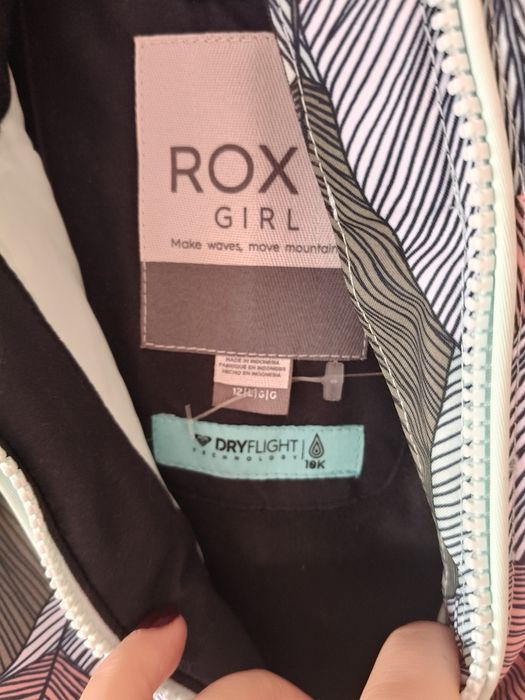 ROX
GIRL
Make waves, move mountain
MADE IN INDONESIA
FABRIQUÉ EN INDONÉSIE
HECHO EN INDONESIA
12|L|G|G
DRYFLIGHT
TECHNOLOGY
10K